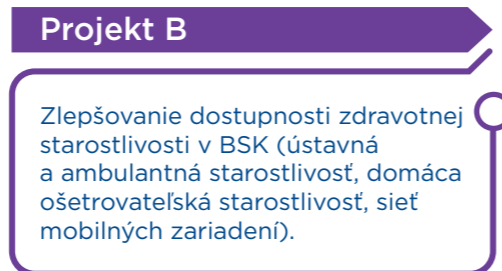 Projekt B
Zlepšovanie dostupnosti zdravotnej
starostlivosti v BSK (ústavná
a ambulantná starostlivosť, domáca
ošetrovateľská starostlivosť, sieť
mobilných zariadení).